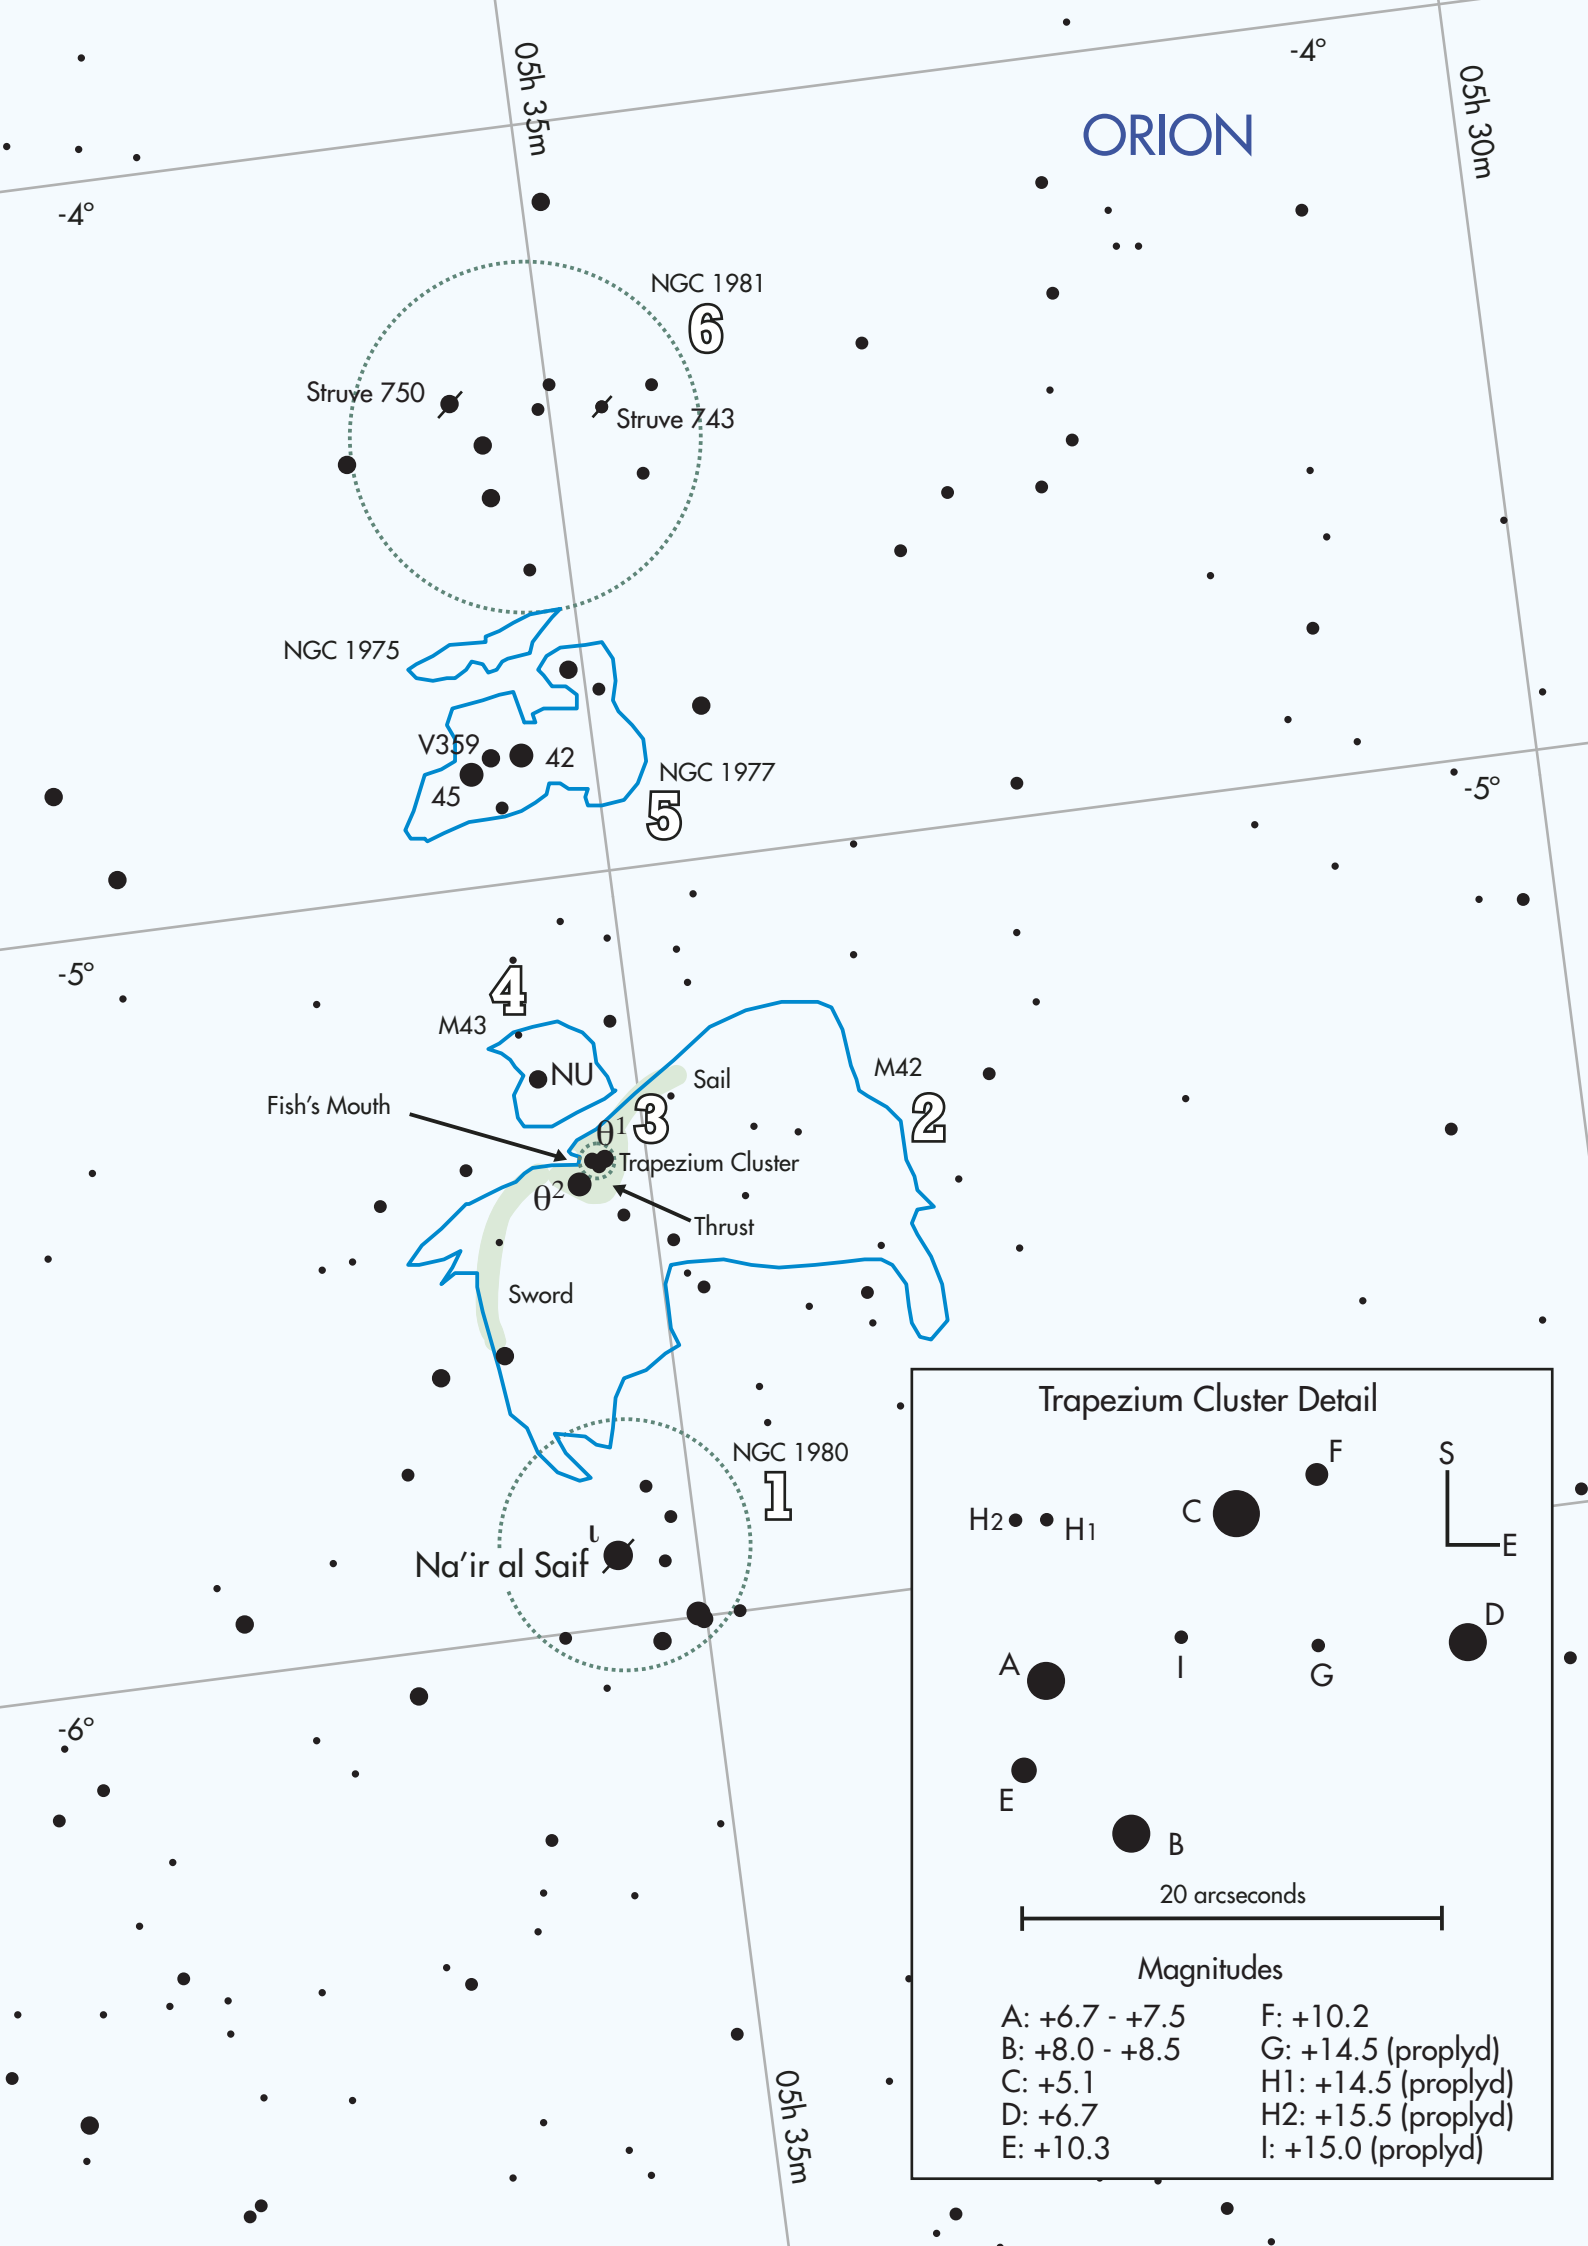 05h 35m
-4°
05h 30m
ORION
-4°
NGC 1981
6
Struve 750
Struve 743
NGC 1975
V359
42
45
NGC 1977
5
-5°
-5°
4
M43
NU
Sail
M42
2
Fish's Mouth
3
θ1
Trapezium Cluster
θ2
Thrust
Sword
NGC 1980
1
ι
Na'ir al Saif
-6°
05h 35m
Trapezium Cluster Detail
F
S
H2
H1
C
E
D
A
I
G
E
B
20 arcseconds
Magnitudes
A: +6.7 - +7.5
B: +8.0 - +8.5
C: +5.1
D: +6.7
E: +10.3
F: +10.2
G: +14.5 (proplyd)
H1: +14.5 (proplyd)
H2: +15.5 (proplyd)
I: +15.0 (proplyd)